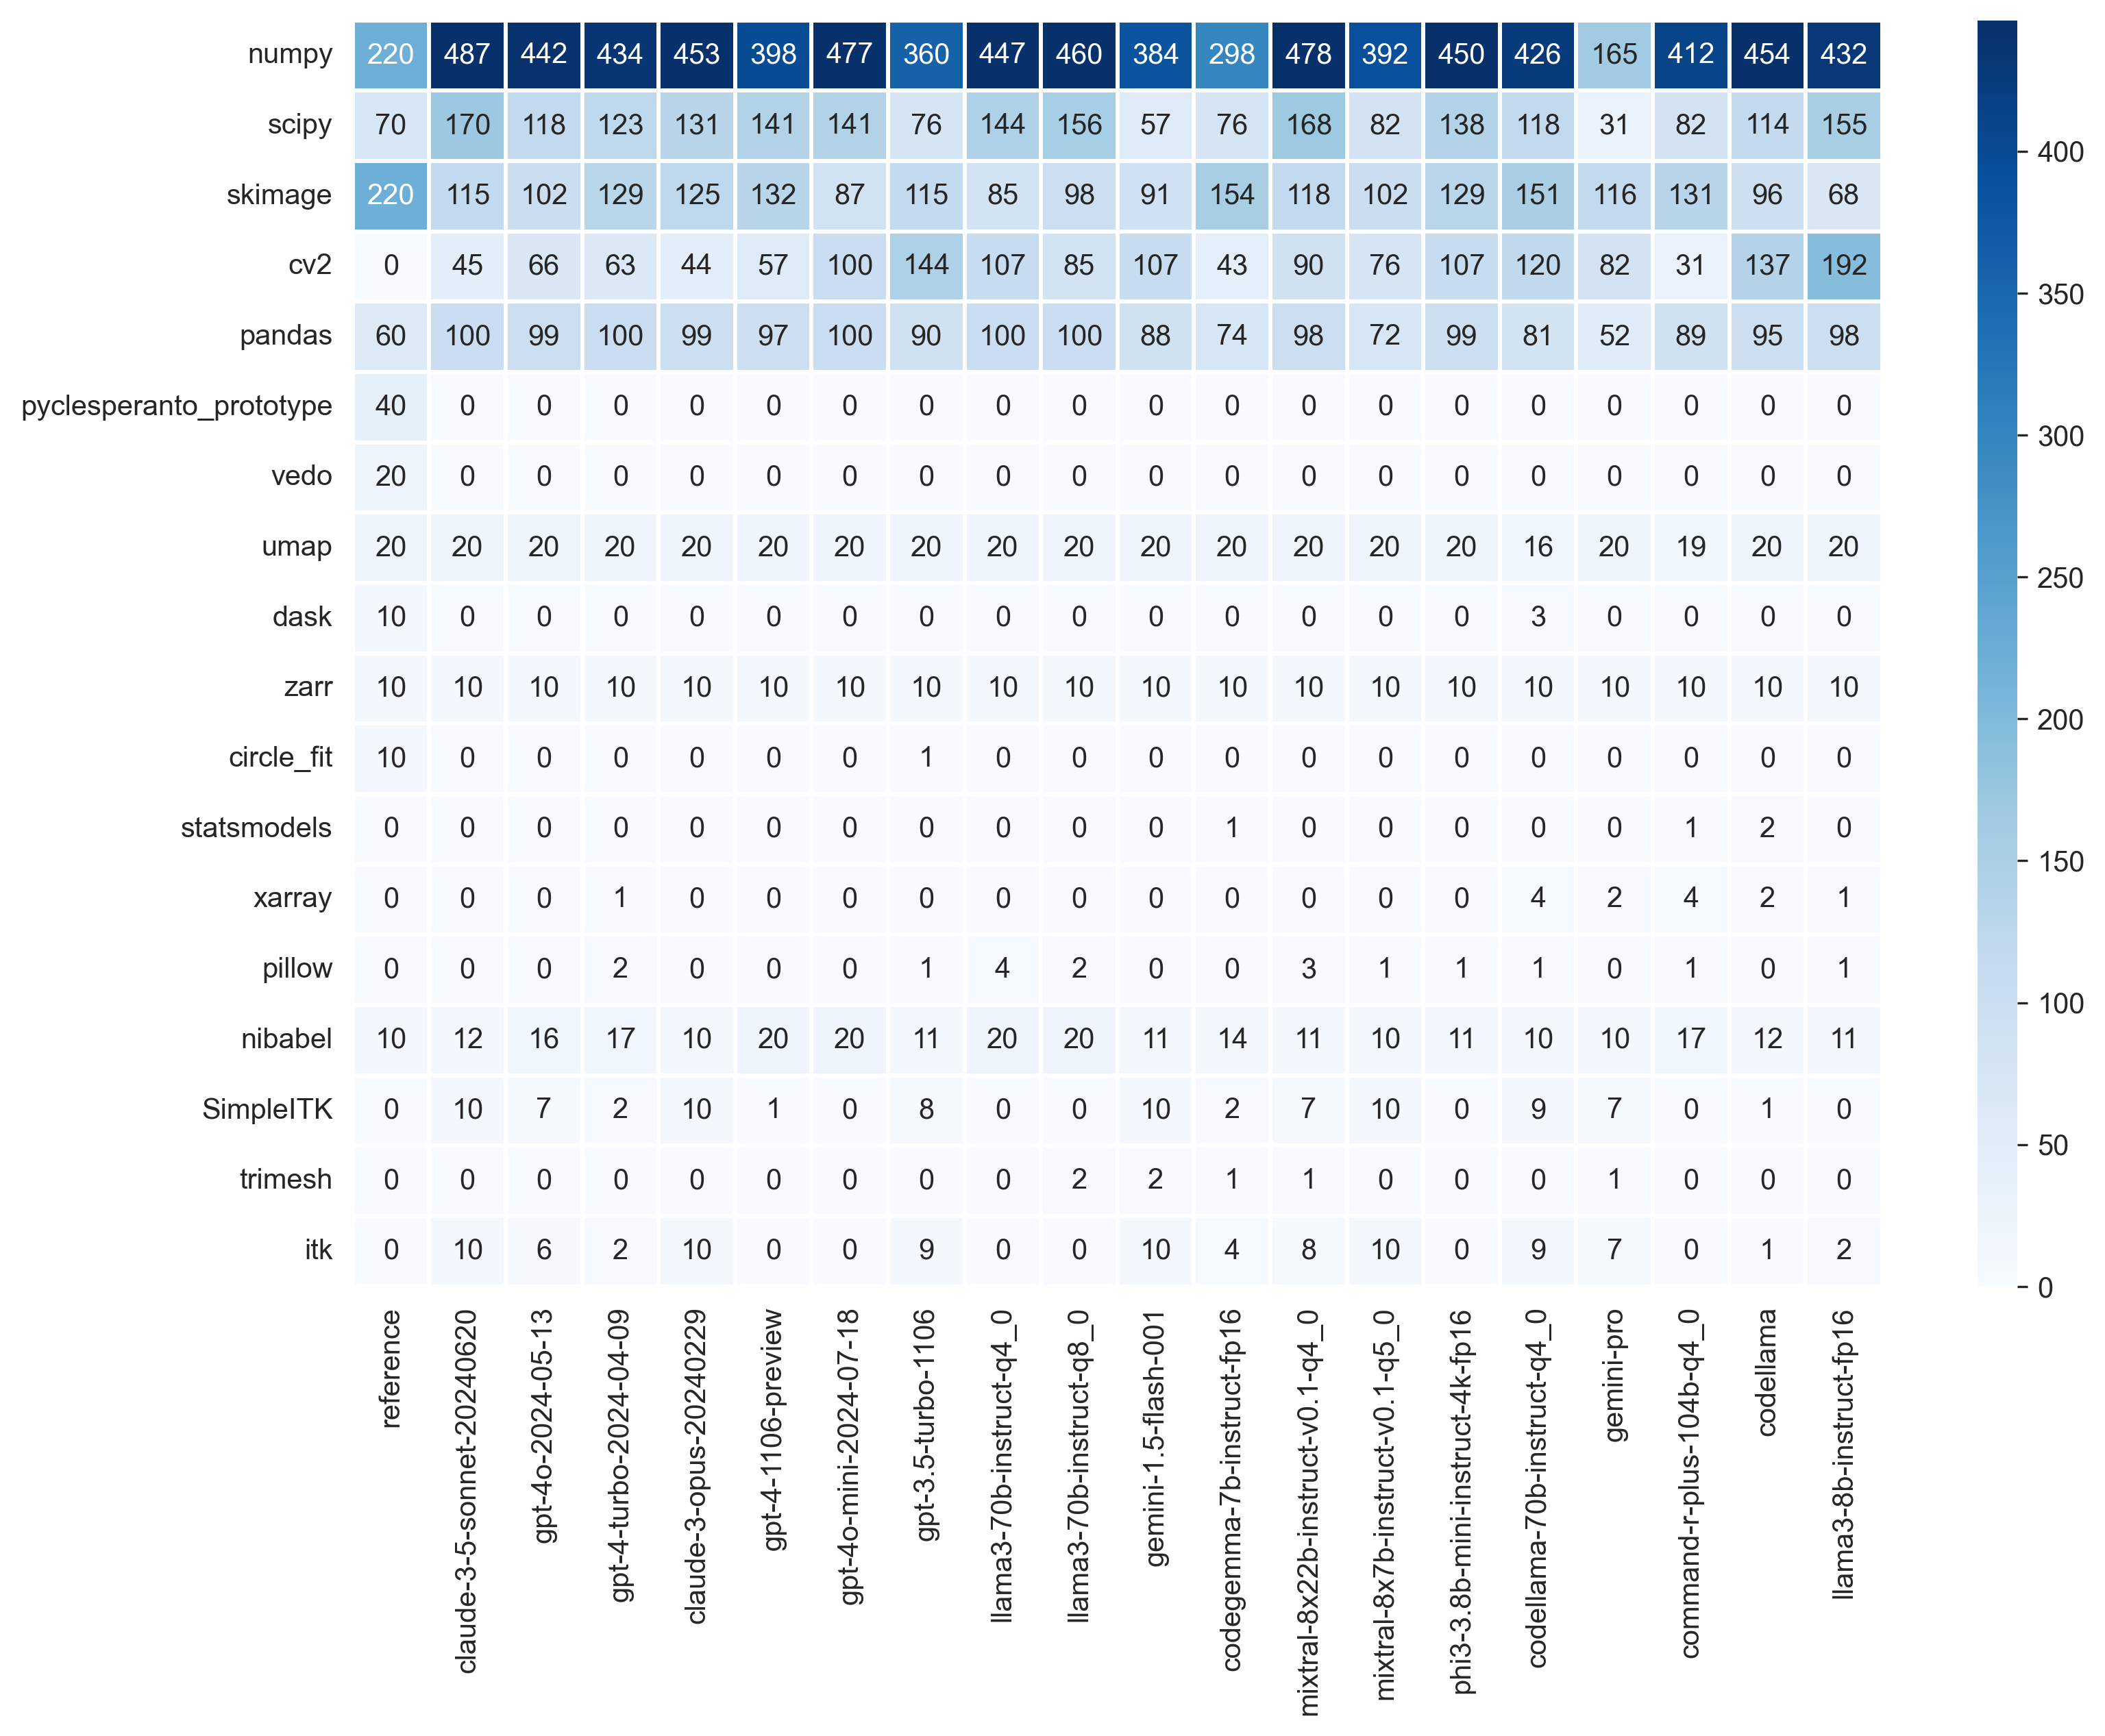 numpy 220 487 442 434 453 398 477 360 447 460 384 298 478 392 450 426 165 412 454 432
scipy 70 170 118 123 131 141 141 76 144 156 57 76 168 82 138 118 31 82 114 155
skimage 220 115 102 129 125 132 87 115 85 98 91 154 118 102 129 151 116 131 96 68
cv2 0 45 66 63 44 57 100 144 107 85 107 43 90 76 107 120 82 31 137 192
pandas 60 100 99 100 99 97 100 90 100 100 88 74 98 72 99 81 52 89 95 98
pyclesperanto_prototype 40 0 0 0 0 0 0 0 0 0 0 0 0 0 0 0 0 0 0 0
vedo 20 0 0 0 0 0 0 0 0 0 0 0 0 0 0 0 0 0 0 0
umap 20 20 20 20 20 20 20 20 20 20 20 20 20 20 20 16 20 19 20 20
dask 10 0 0 0 0 0 0 0 0 0 0 0 0 0 0 3 0 0 0 0
zarr 10 10 10 10 10 10 10 10 10 10 10 10 10 10 10 10 10 10 10 10
circle_fit 10 0 0 0 0 0 0 1 0 0 0 0 0 0 0 0 0 0 0 0
statsmodels 0 0 0 0 0 0 0 0 0 0 0 1 0 0 0 0 0 1 2 0
xarray 0 0 0 1 0 0 0 0 0 0 0 0 0 0 0 4 2 4 2 1
pillow 0 0 0 2 0 0 0 1 4 2 0 0 3 1 1 1 0 1 0 1
nibabel 10 12 16 17 10 20 20 11 20 20 11 14 11 10 11 10 10 17 12 11
SimpleITK 0 10 7 2 10 1 0 8 0 0 10 2 7 10 0 9 7 0 1 0
trimesh 0 0 0 0 0 0 0 0 0 2 2 1 1 0 0 0 1 0 0 0
itk 0 10 6 2 10 0 0 9 0 0 10 4 8 10 0 9 7 0 1 2
reference
claude-3-5-sonnet-20240620
gpt-4o-2024-05-13
gpt-4-turbo-2024-04-09
claude-3-opus-20240229
gpt-4-1106-preview
gpt-4o-mini-2024-07-18
gpt-3.5-turbo-1106
llama3-70b-instruct-q4_0
llama3-70b-instruct-q8_0
gemini-1.5-flash-001
codegemma-7b-instruct-fp16
mixtral-8x22b-instruct-v0.1-q4_0
mixtral-8x7b-instruct-v0.1-q5_0
phi3-3.8b-mini-instruct-4k-fp16
codellama-70b-instruct-q4_0
gemini-pro
command-r-plus-104b-q4_0
codellama
llama3-8b-instruct-fp16
400
350
300
250
200
150
100
50
0